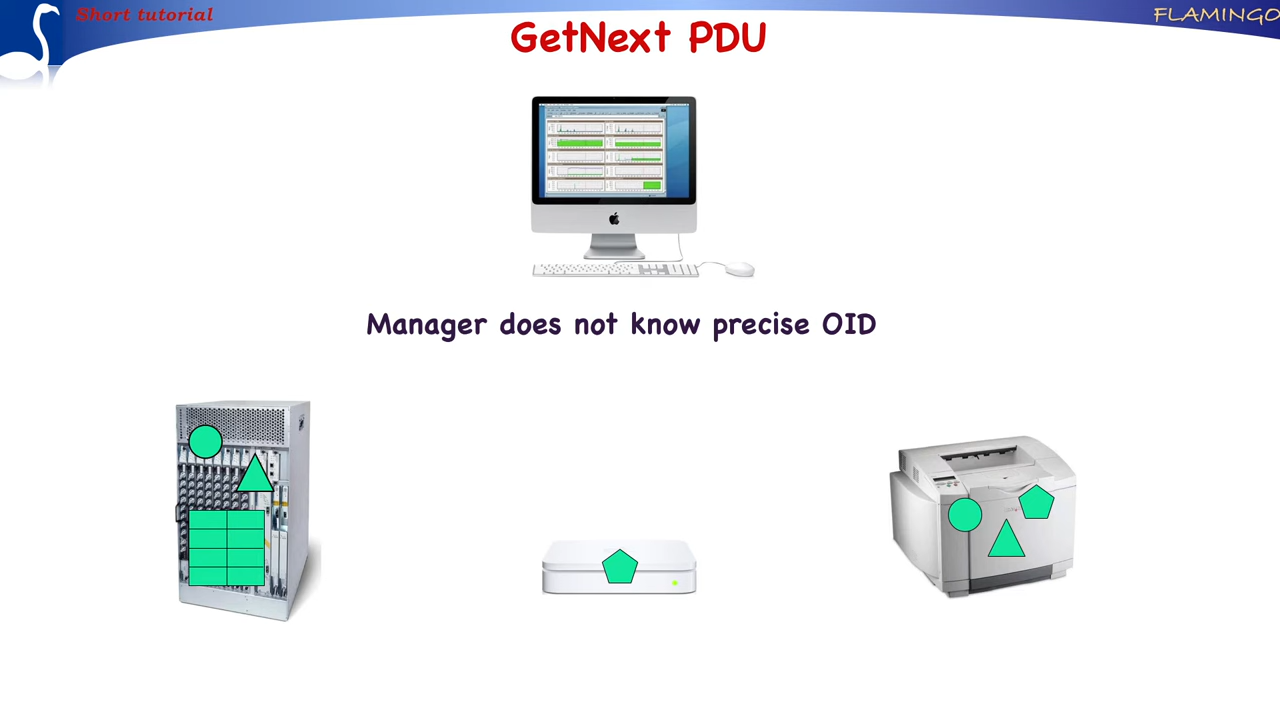 Short tutorial
FLAMINGO
GetNext PDU
Manager does not know precise OID